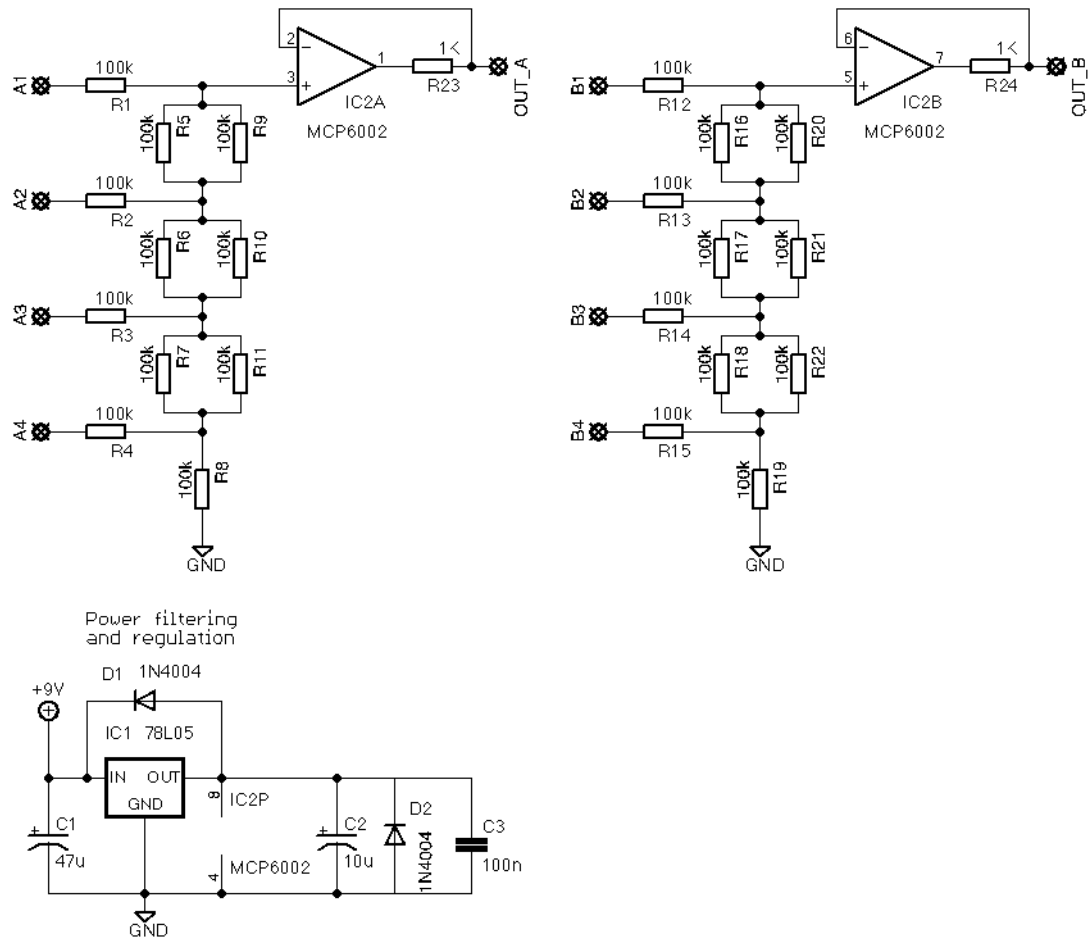 2
1k
1
A1
100k
3
R23
OUT_A
R1
IC2A
100k
R5
100k
R9
MCP6002
A2
100k
R2
100k
R6
100k
R10
A3
100k
R3
100k
R7
100k
R11
A4
100k
R4
100k
R8
GND
6
1k
7
B1
100k
5
R24
OUT_B
R12
IC2B
100k
R16
100k
R20
MCP6002
B2
100k
R13
100k
R17
100k
R21
B3
100k
R14
100k
R18
100k
R22
B4
100k
R15
100k
R19
GND
Power filtering
and regulation
D1 1N4004
+9V
IC1 78L05
IN OUT
GND
8
IC2P
C1
47u
4
MCP6002
C2
10u
D2
1N4004
C3
100n
GND